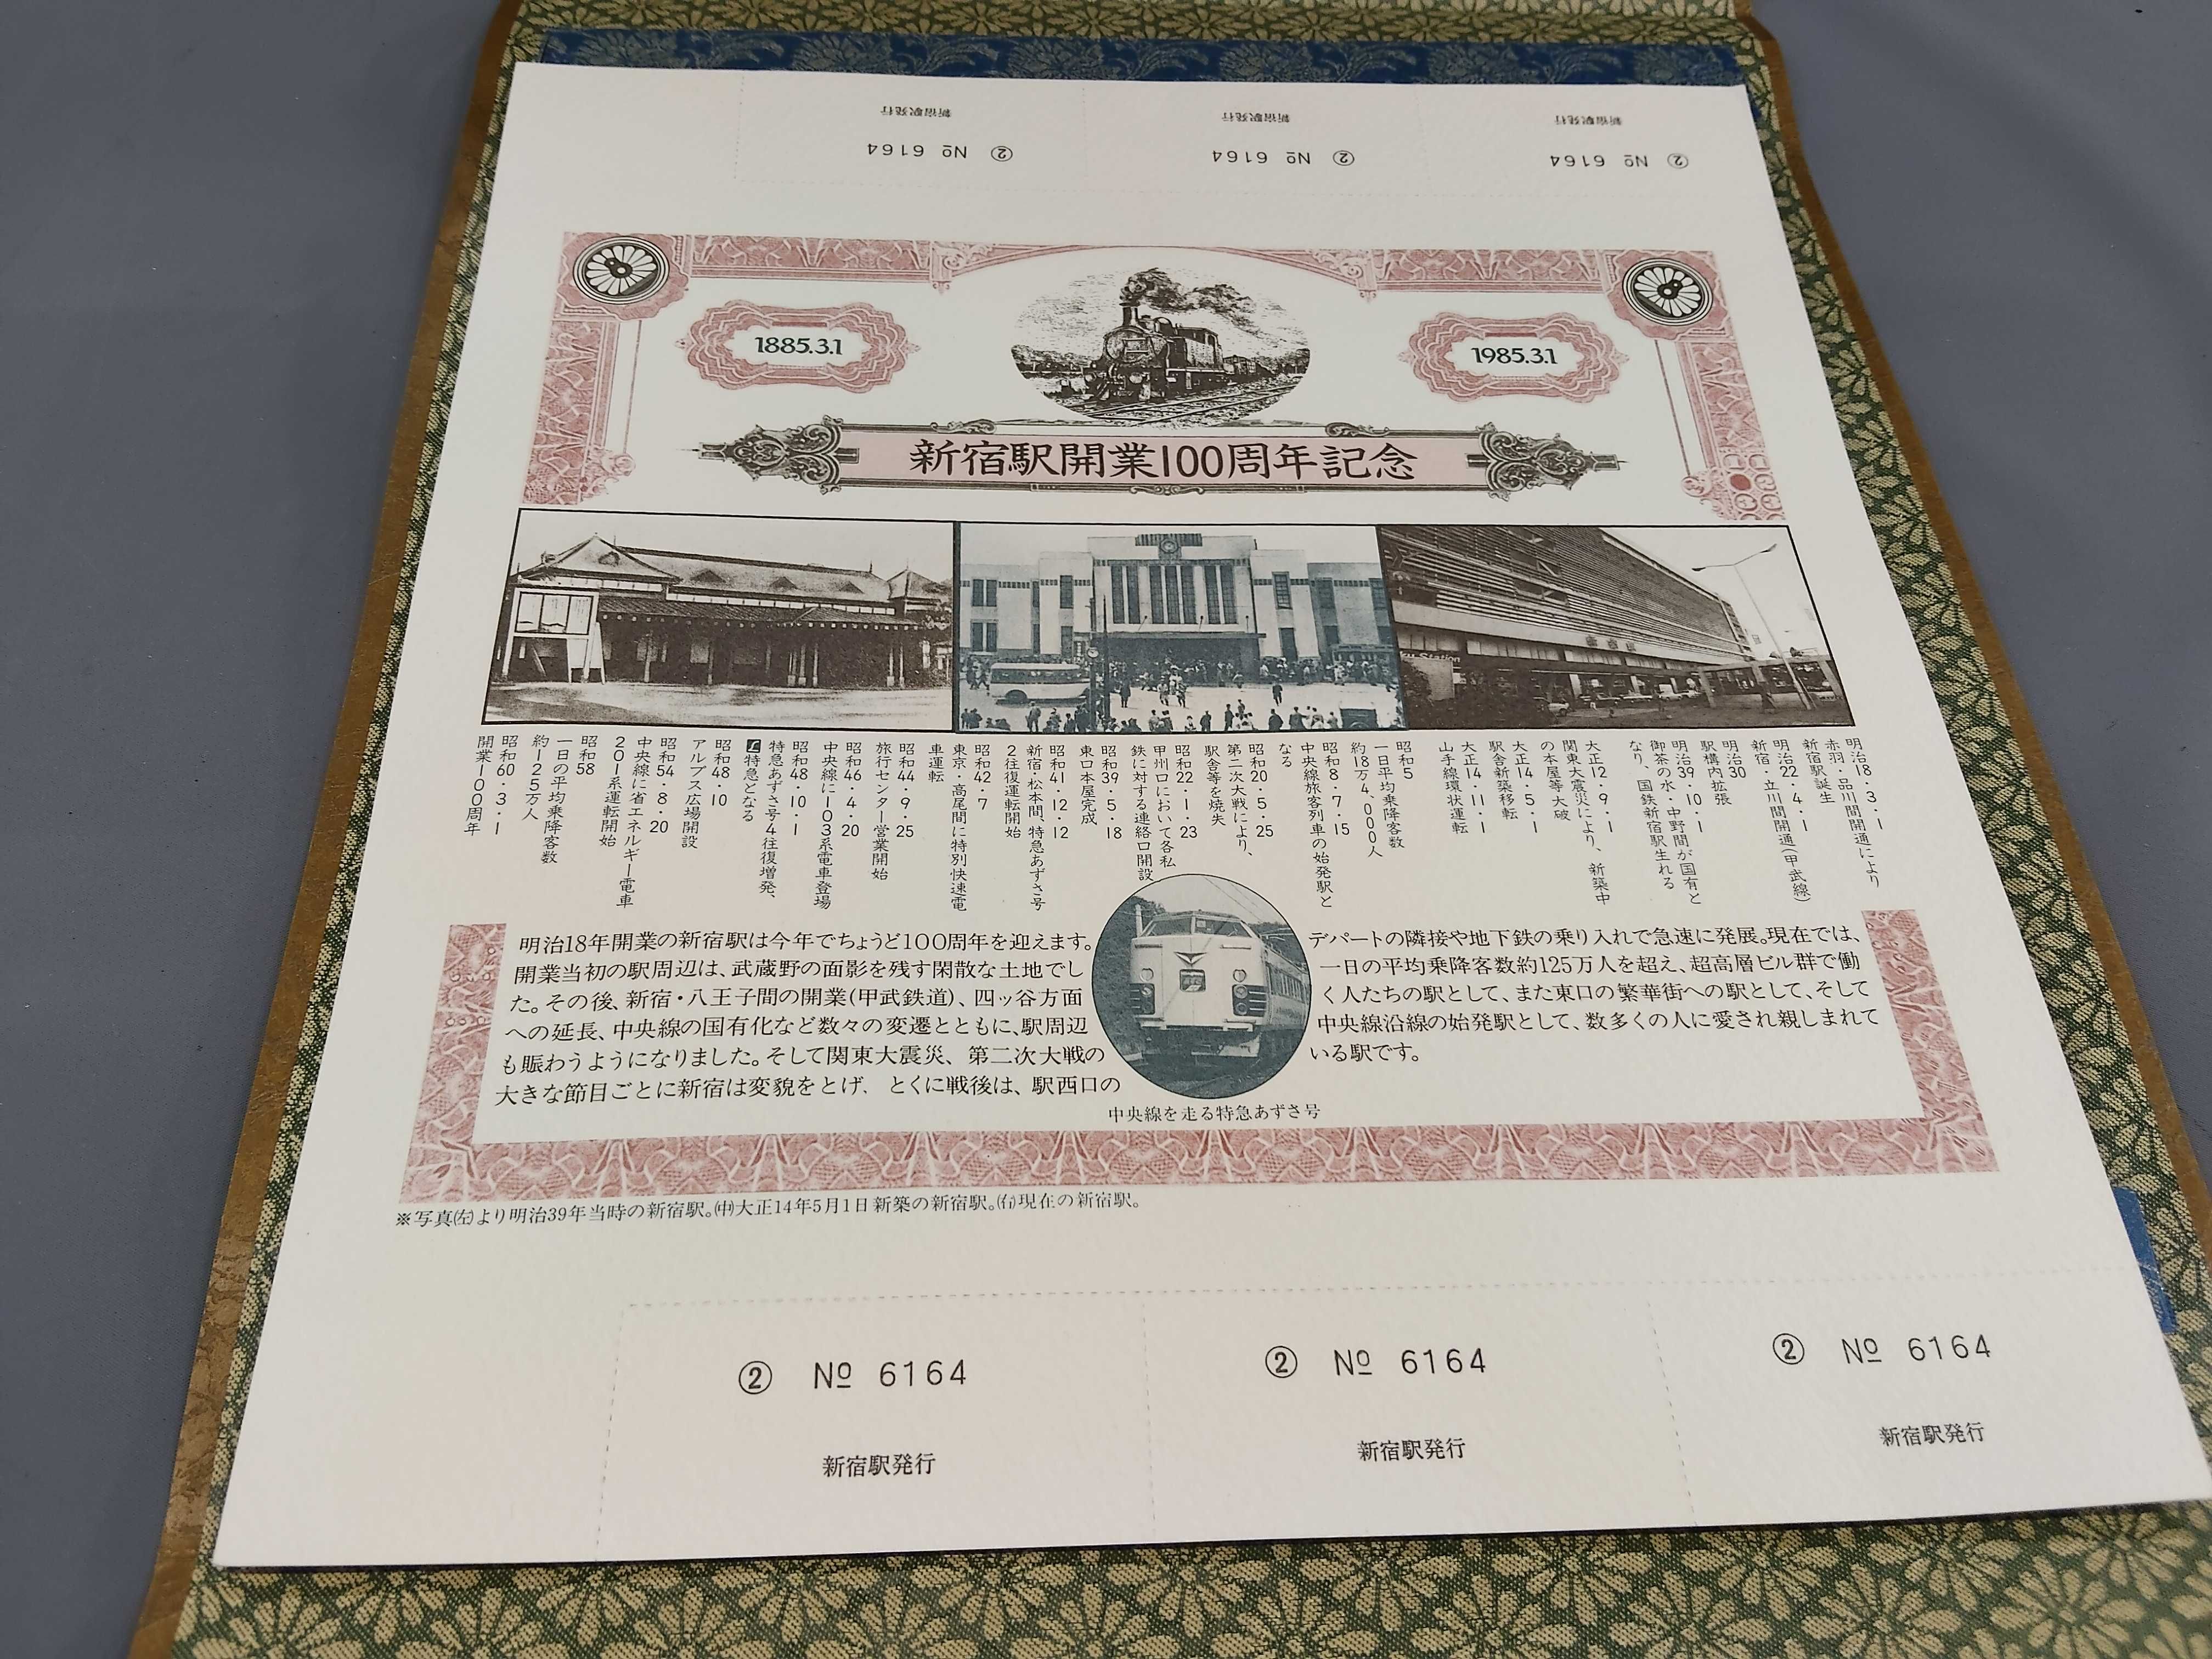 新宿駅発行
新宿駅発行
新宿駅発行
② № 6164
② № 6164
② № 6164
1885.3.1
1985.3.1
新宿駅開業100周年記念
明治18・3・1
赤羽・品川間開通により
新宿駅誕生
明治22・4・1
新宿・立川間開通(甲武線)
明治30
駅構内拡張
明治39・10・1
御茶の水・中野間が国有と
なり、国鉄新宿駅生れる
大正12・9・1
関東大震災により、新築中
の本屋等大破
大正14・5・1
駅舎新築移転
大正14・11・1
山手線環状運転
昭和5
一日平均乗降客数
約18万4,000人
昭和8・7・15
中央線旅客列車の始発駅と
なる
昭和20・5・25
第二次大戦により、
駅舎等を焼失
昭和22・1・23
甲州口において各私
鉄に対する連絡口開設
昭和39・5・18
東口本屋完成
昭和41・12・12
新宿・松本間、特急あずさ号
2往復運転開始
昭和42・7
東京・高尾間に特別快速電
車運転
昭和44・9・25
旅行センター営業開始
昭和46・4・20
中央線に103系電車登場
昭和48・10・1
特急あずさ号4往復増発、
L特急となる
昭和48・10
アルプス広場開設
昭和54・8・20
中央線に省エネルギー電車
201系運転開始
昭和58
一日の平均乗降客数
約125万人
昭和60・3・1
開業100周年
明治18年開業の新宿駅は今年でちょうど100周年を迎えます。
開業当初の駅周辺は、武蔵野の面影を残す閑散な土地でし
た。その後、新宿・八王子間の開業(甲武鉄道)、四ッ谷方面
への延長、中央線の国有化など数々の変遷とともに、駅周辺
も賑わうようになりました。そして関東大震災、第二次大戦の
大きな節目ごとに新宿は変貌をとげ、とくに戦後は、駅西口の
デパートの隣接や地下鉄の乗り入れで急速に発展。現在では、
一日の平均乗降客数約125万人を超え、超高層ビル群で働
く人たちの駅として、また東口の繁華街への駅として、そして
中央線沿線の始発駅として、数多くの人に愛され親しまれて
いる駅です。
中央線を走る特急あずさ号
※写真㊧より明治39年当時の新宿駅。㊥大正14年5月1日新築の新宿駅。㊨現在の新宿駅。
② № 6164
② № 6164
② № 6164
新宿駅発行
新宿駅発行
新宿駅発行